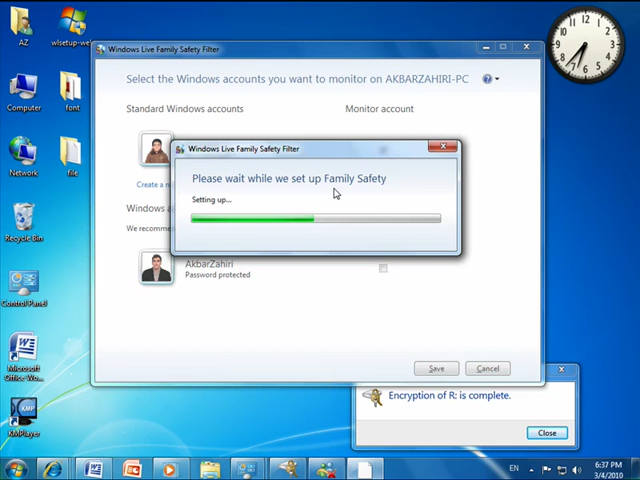 AZ
wlsetup-we
Computer
font
Network
file
Recycle Bin
Control Panel
Microsoft
Office Wo...
KMPlayer
Windows Live Family Safety Filter
Select the Windows accounts you want to monitor on AKBARZAHIRI-PC
Standard Windows accounts
Monitor account
Create a n
Windows a
We recomme
AkbarZahiri
Password protected
Save
Cancel
Windows Live Family Safety Filter
Please wait while we set up Family Safety
Setting up...
Encryption of R: is complete.
Close
EN
6:37 PM
3/4/2010